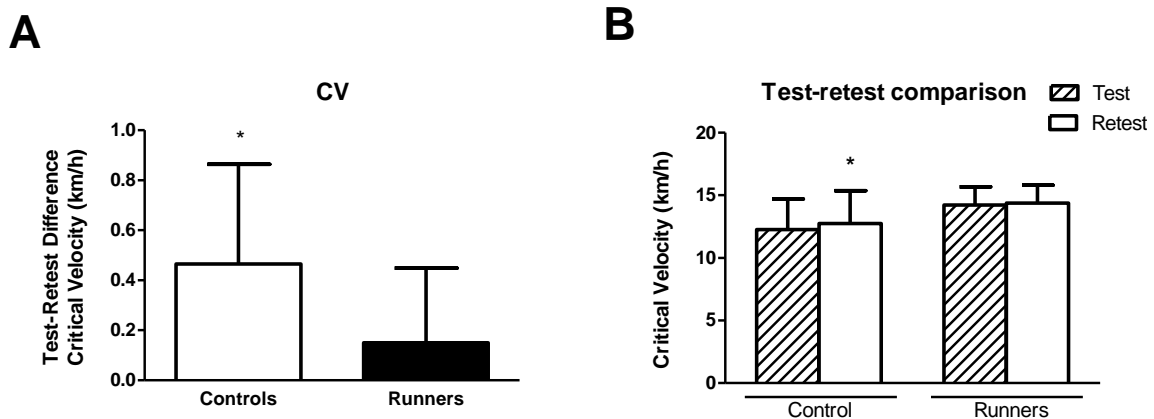 A
CV
Test-Retest Difference
Critical Velocity (km/h)
1.0
0.8
0.6
0.4
0.2
0.0
*
Controls
Runners
B
Test-retest comparison
Test
Retest
Critical Velocity (km/h)
20
15
10
5
0
*
Control
Runners